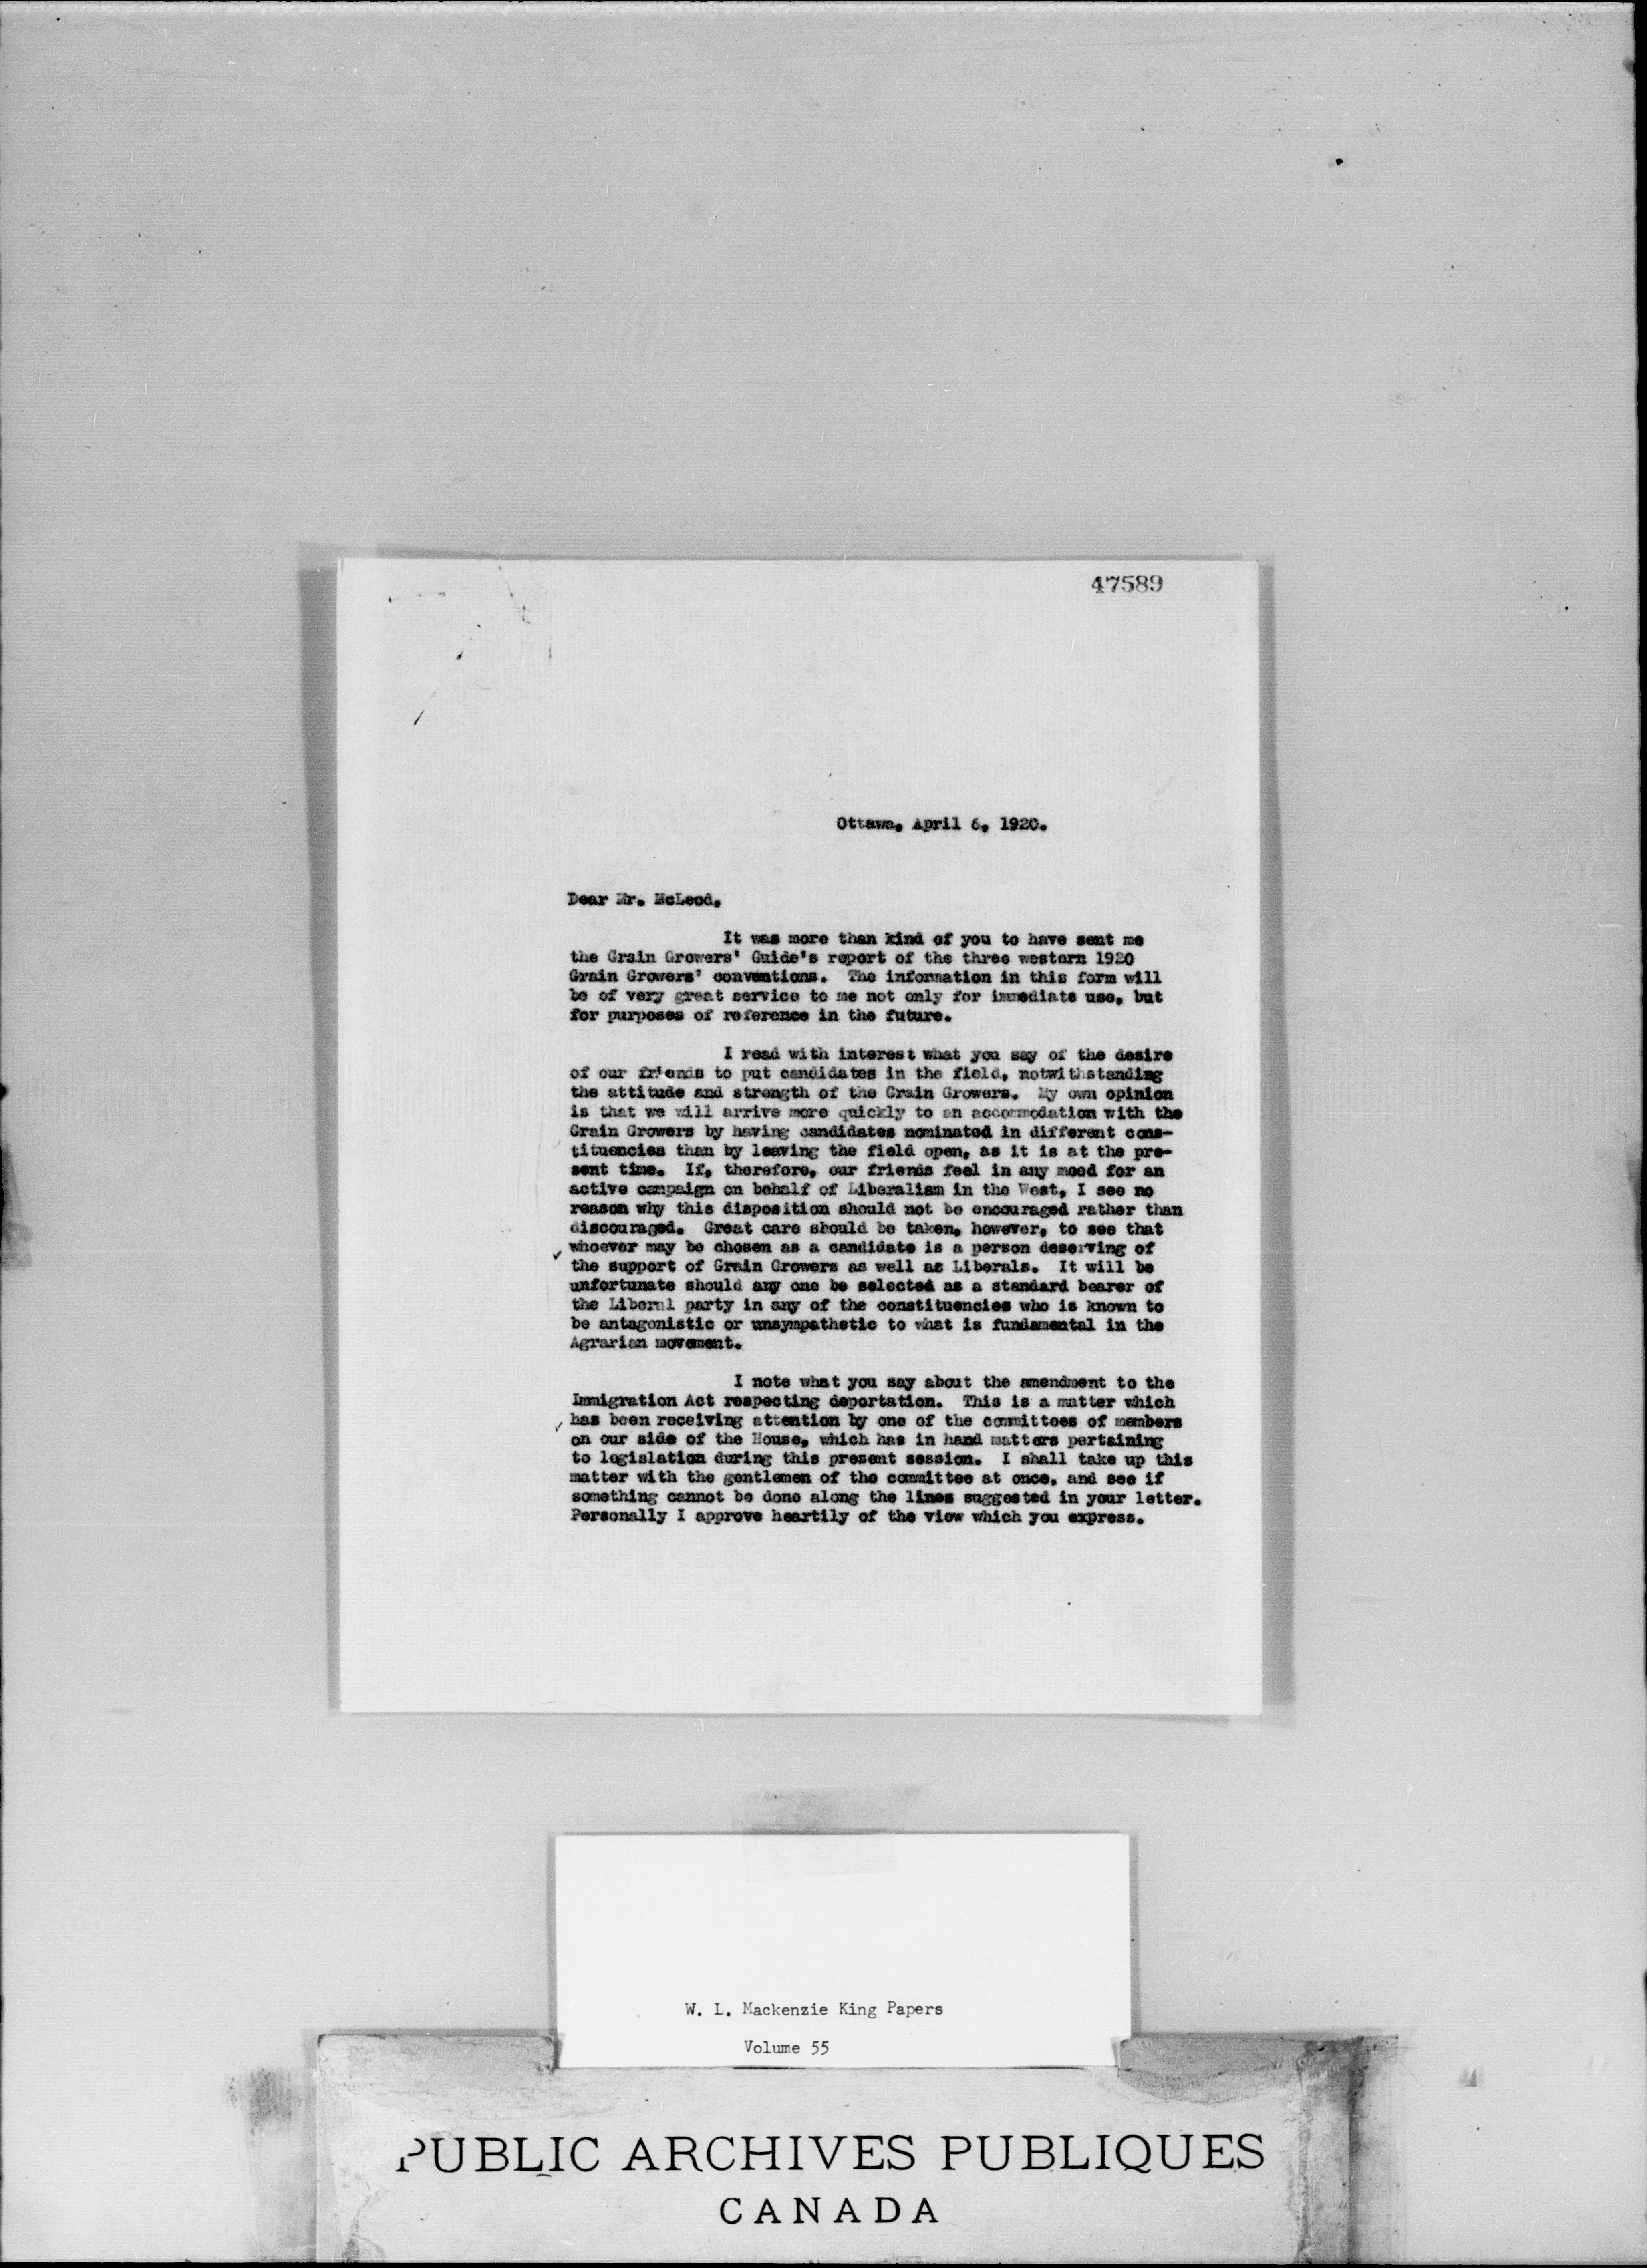 47589
Ottawa, April 6, 1920.
Dear Mr. McLeod,
It was more than kind of you to have sent me
the Grain Growers' Guide's report of the three western 1920
Grain Growers' conventions. The information in this form will
be of very great service to me not only for immediate use, but
for purposes of reference in the future.
I read with interest what you say of the desire
of our friends to put candidates in the field, notwithstanding
the attitude and strength of the Grain Growers. My own opinion
is that we will arrive more quickly to an accommodation with the
Grain Growers by having candidates nominated in different cons-
tituencies than by leaving the field open, as it is at the pre-
sent time. If, therefore, our friends feel in any mood for an
active campaign on behalf of Liberalism in the West, I see no
reason why this disposition should not be encouraged rather than
discouraged. Great care should be taken, however, to see that
whoever may be chosen as a candidate is a person deserving of
the support of Grain Growers as well as Liberals. It will be
unfortunate should any one be selected as a standard bearer of
the Liberal party in any of the constituencies who is known to
be antagonistic or unsympathetic to what is fundamental in the
Agrarian movement.
I note what you say about the amendment to the
Immigration Act respecting deportation. This is a matter which
has been receiving attention by one of the committees of members
on our side of the House, which has in hand matters pertaining
to legislation during this present session. I shall take up this
matter with the gentlemen of the committee at once, and see if
something cannot be done along the lines suggested in your letter.
Personally I approve heartily of the view which you express.
W. L. Mackenzie King Papers
Volume 55
PUBLIC ARCHIVES PUBLIQUES
CANADA